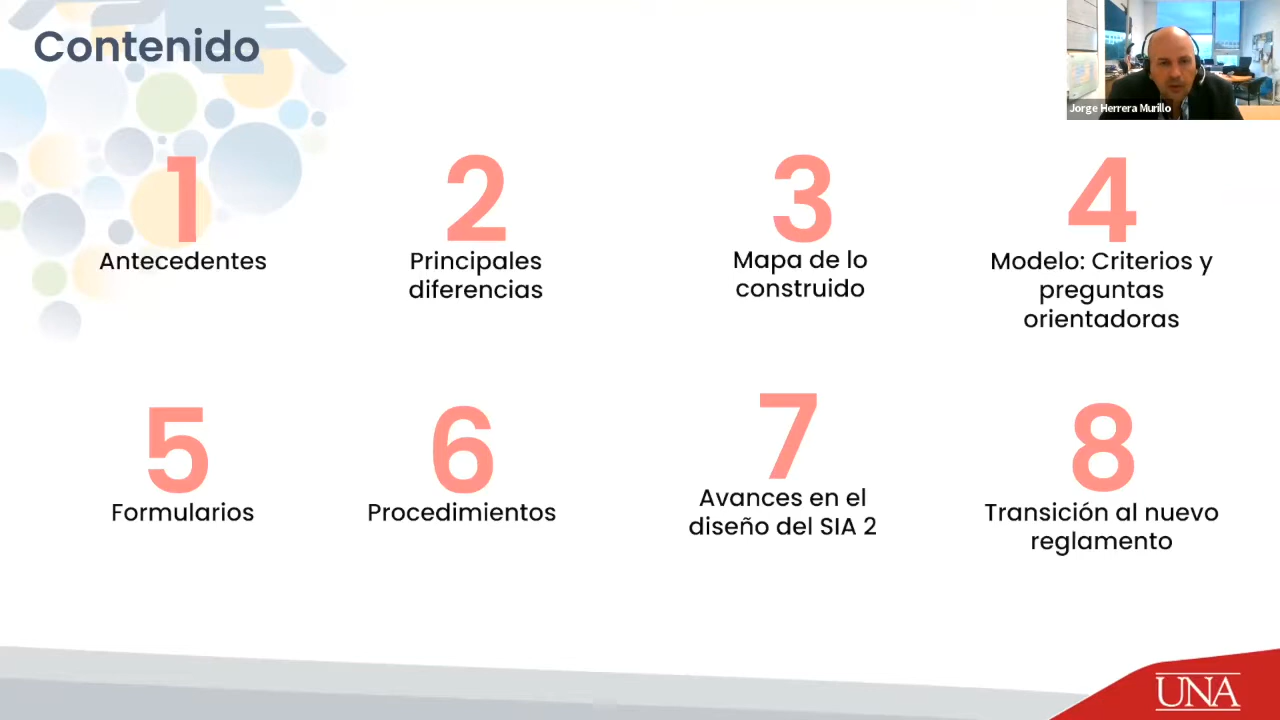 Contenido
Jorge Herrera Murillo
1
Antecedentes
2
Principales
diferencias
3
Mapa de lo
construido
4
Modelo: Criterios y
preguntas
orientadoras
5
Formularios
6
Procedimientos
7
Avances en el
diseño del SIA 2
8
Transición al nuevo
reglamento
UNA